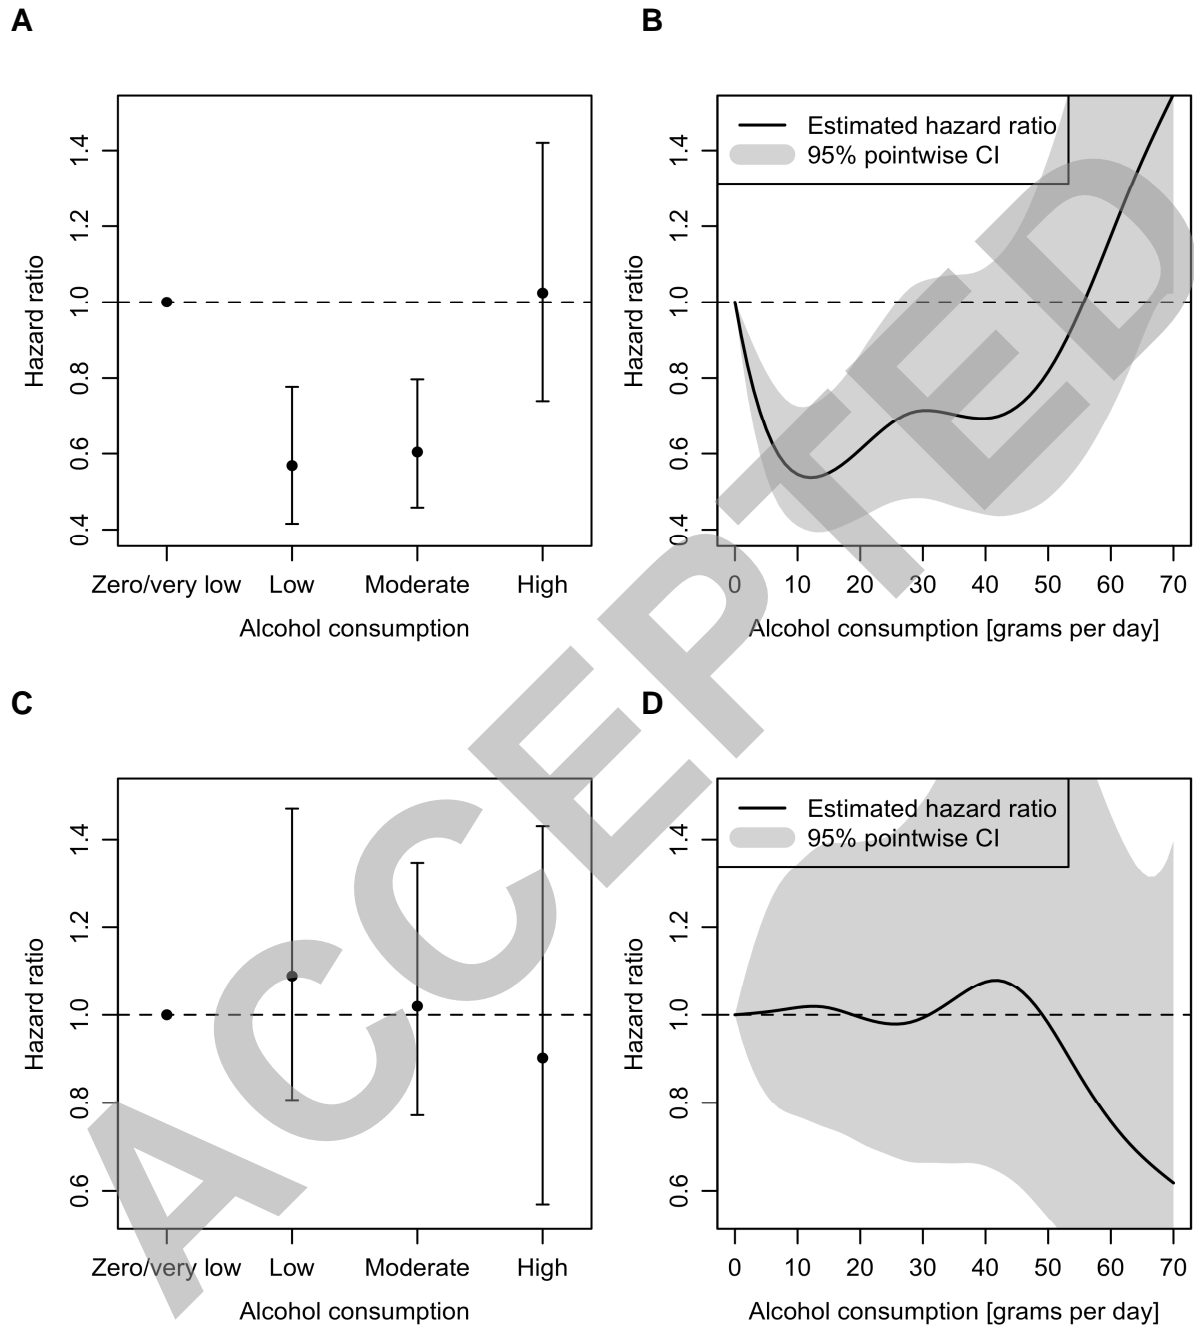 A
B
Hazard ratio
0.4 0.6 0.8 1.0 1.2 1.4
Zero/very low Low Moderate High
Alcohol consumption
Estimated hazard ratio
95% pointwise CI
Hazard ratio
0.4 0.6 0.8 1.0 1.2 1.4
0 10 20 30 40 50 60 70
Alcohol consumption [grams per day]
C
D
Hazard ratio
0.6 0.8 1.0 1.2 1.4
Zero/very low Low Moderate High
Alcohol consumption
Estimated hazard ratio
95% pointwise CI
Hazard ratio
0.6 0.8 1.0 1.2 1.4
0 10 20 30 40 50 60 70
Alcohol consumption [grams per day]
ACCEPTED